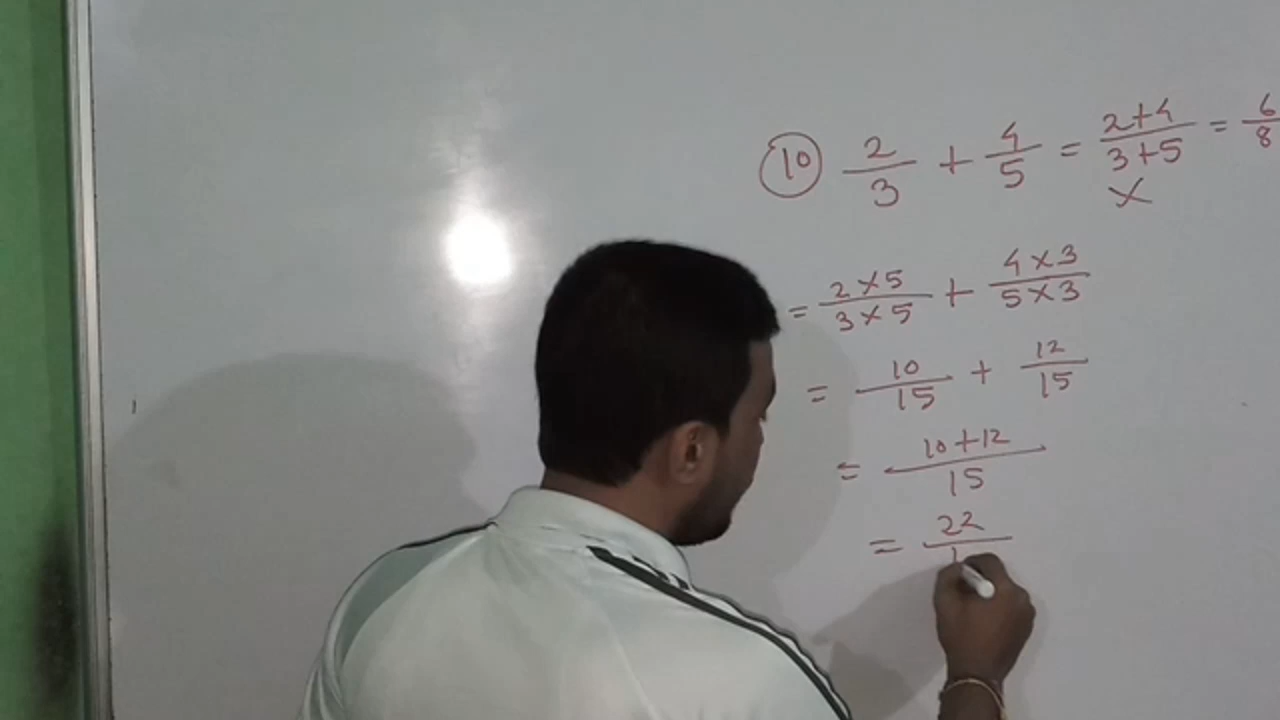 (10) 2/3 + 4/5 = 2+4/3+5 = 6/8
×
= 2×5/3×5 + 4×3/5×3
= 10/15 + 12/15
= 10+12/15
= 22/1